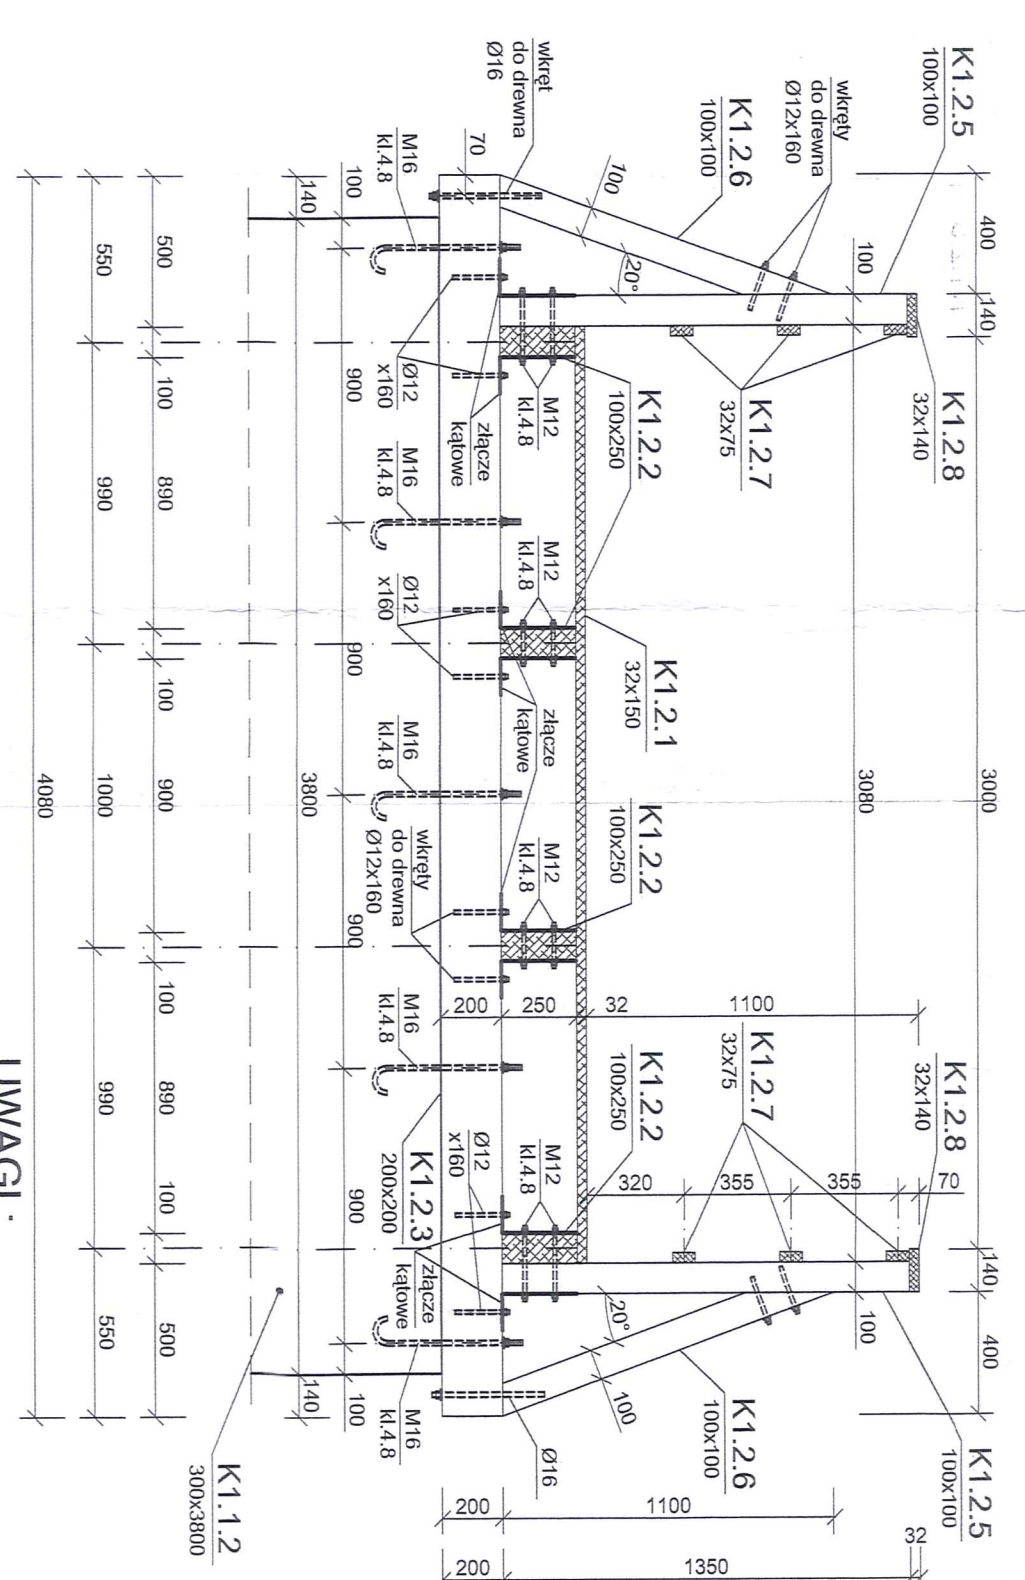 K1.2.5
100x100
wkręty
do drewna
Ø12x160
K1.2.6
100x100
wkręt
do drewna
Ø16
K1.2.8
32x140
K1.2.7
32x75
K1.2.2
100x250
K1.2.1
32x150
K1.2.2
100x250
K1.2.2
100x250
K1.2.7
32x75
K1.2.8
32x140
K1.2.5
100x100
K1.2.6
100x100
400
140
3000
140
400
100
3080
100
100
20°
20°
100
1100
32
250
200
70
355
355
320
32
1350
200
1100
200
M12
kl.4.8
M12
kl.4.8
M12
kl.4.8
M12
kl.4.8
złącze
kątowe
złącze
kątowe
złącze
kątowe
70
M16
kl.4.8
Ø12
x160
M16
kl.4.8
Ø12
x160
M16
kl.4.8
wkręty
do drewna
Ø12x160
M16
kl.4.8
Ø12
x160
K1.2.3
200x200
M16
kl.4.8
Ø16
100
900
900
900
900
100
140
3800
140
500
100
890
100
900
100
890
100
500
550
990
1000
990
550
4080
K1.1.2
300x3800
UWAGI :